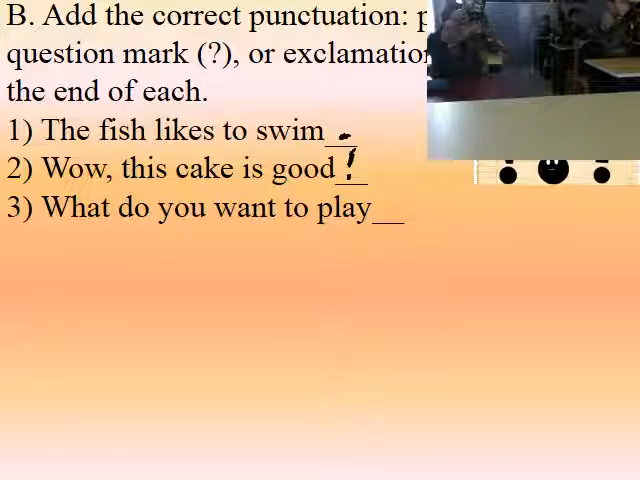 B. Add the correct punctuation:
question mark (?), or
the end of each.
1) The fish likes to swim.
2) Wow, this cake is good!
3) What do you want to play__